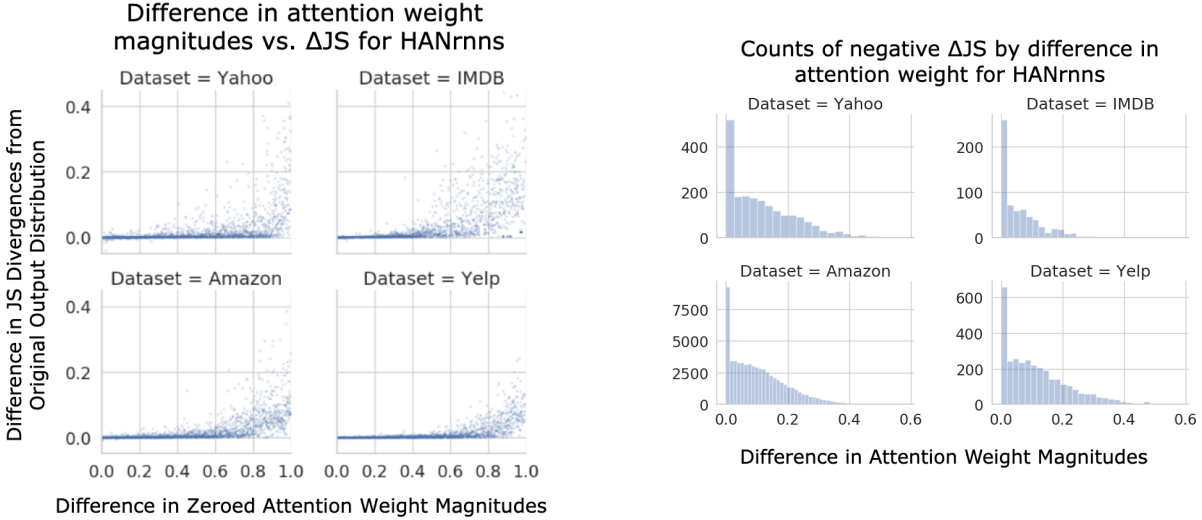 Difference in attention weight
magnitudes vs. ΔJS for HANrnns
Difference in JS Divergences from
Original Output Distribution
Dataset = Yahoo
0.4
0.2
0.0
Dataset = IMDB
Dataset = Amazon
0.4
0.2
0.0
0.0 0.2 0.4 0.6 0.8 1.0
Dataset = Yelp
0.0 0.2 0.4 0.6 0.8 1.0
Difference in Zeroed Attention Weight Magnitudes
Counts of negative ΔJS by difference in
attention weight for HANrnns
Dataset = Yahoo
400
200
0
Dataset = IMDB
200
100
0
Dataset = Amazon
7500
5000
2500
0
0.0 0.2 0.4 0.6
Dataset = Yelp
600
400
200
0
0.0 0.2 0.4 0.6
Difference in Attention Weight Magnitudes